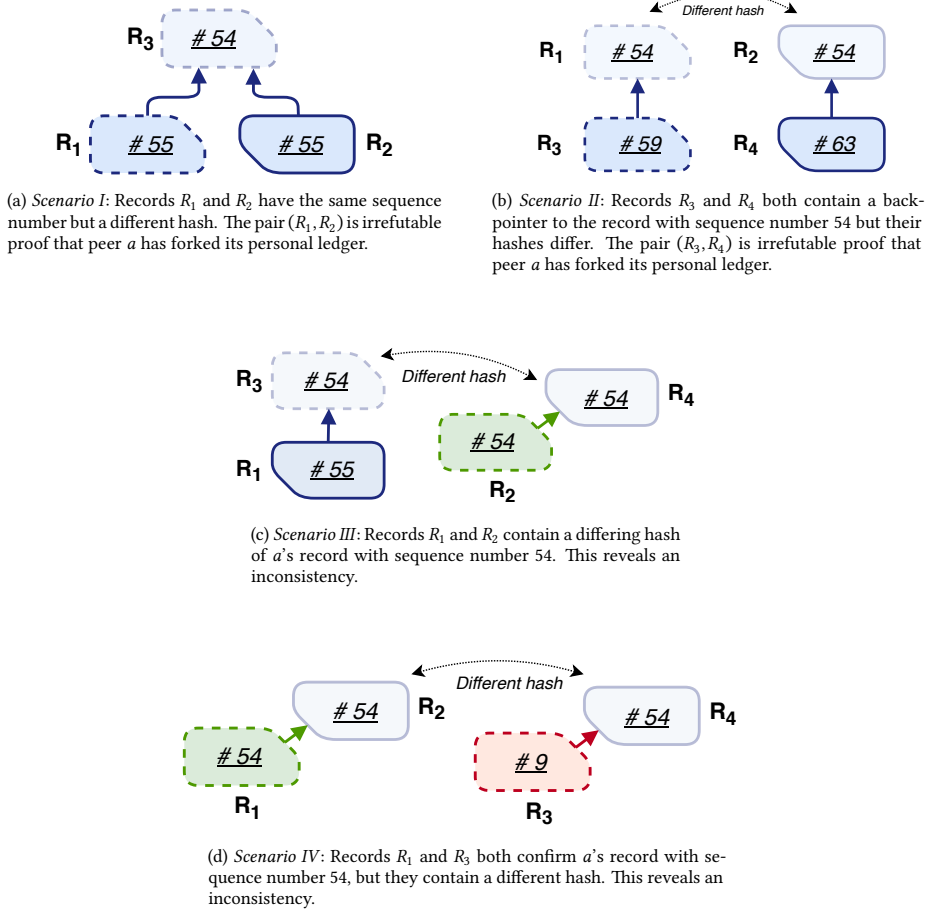 R3
# 54
R1
# 55
# 55
R2
(a) Scenario I: Records R1 and R2 have the same sequence
number but a different hash. The pair (R1, R2) is irrefutable
proof that peer a has forked its personal ledger.
Different hash
R1
# 54
R2
# 54
R3
# 59
R4
# 63
(b) Scenario II: Records R3 and R4 both contain a back-
pointer to the record with sequence number 54 but their
hashes differ. The pair (R3, R4) is irrefutable proof that
peer a has forked its personal ledger.
R3
# 54
Different hash
# 54
R4
R1
# 55
# 54
R2
(c) Scenario III: Records R1 and R2 contain a differing hash
of a's record with sequence number 54. This reveals an
inconsistency.
# 54
R2
Different hash
# 54
R4
# 54
R1
# 9
R3
(d) Scenario IV: Records R1 and R3 both confirm a's record with se-
quence number 54, but they contain a different hash. This reveals an
inconsistency.